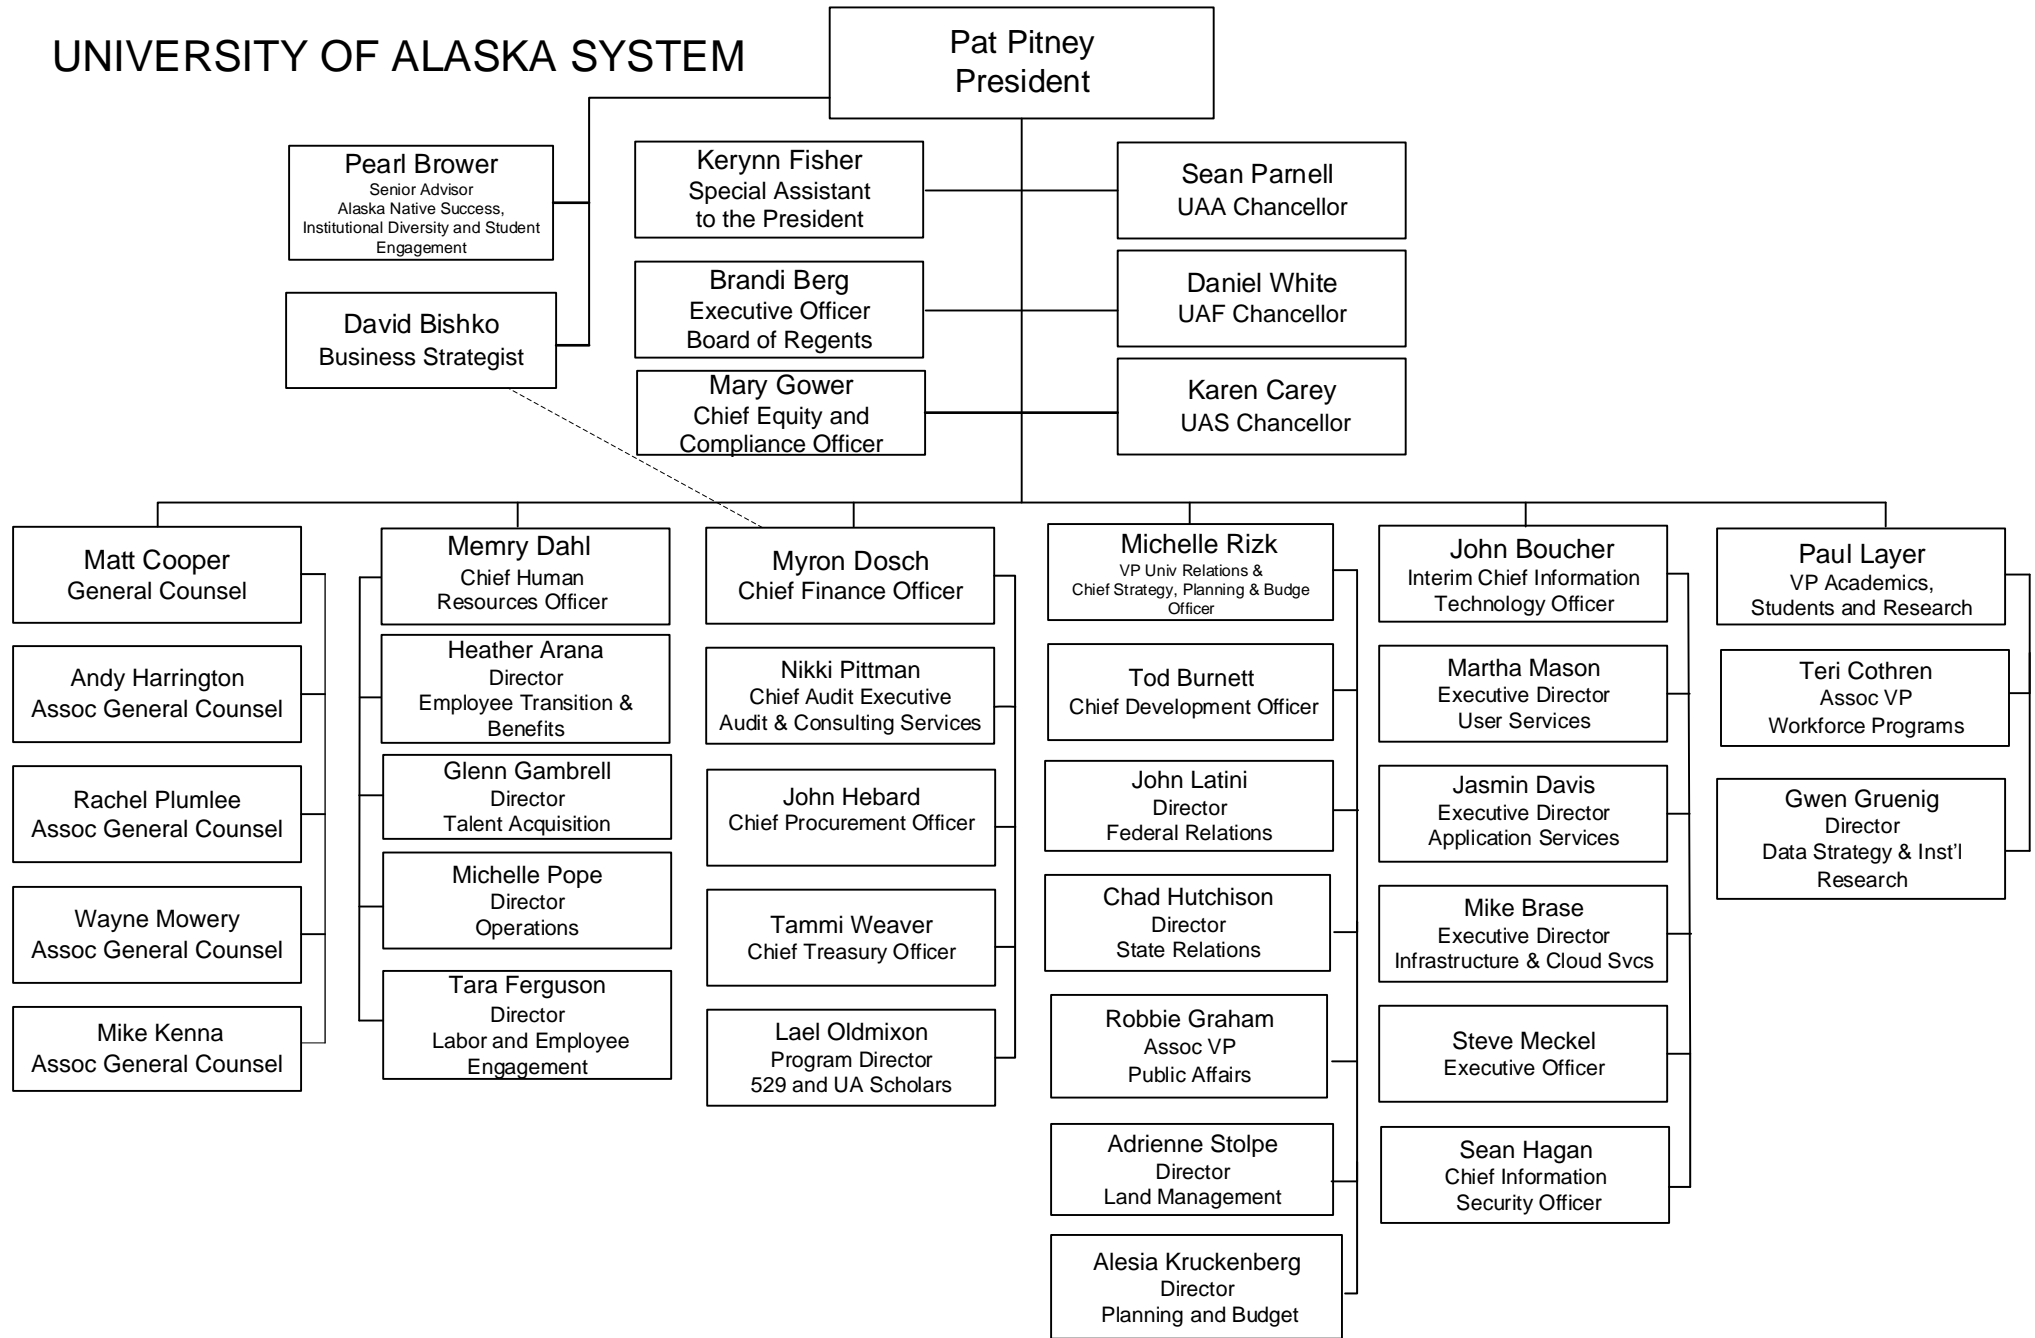 UNIVERSITY OF ALASKA SYSTEM
Pat Pitney
President
Pearl Brower
Senior Advisor
Alaska Native Success,
Institutional Diversity and Student
Engagement
David Bishko
Business Strategist
Kerynn Fisher
Special Assistant
to the President
Brandi Berg
Executive Officer
Board of Regents
Mary Gower
Chief Equity and
Compliance Officer
Sean Parnell
UAA Chancellor
Daniel White
UAF Chancellor
Karen Carey
UAS Chancellor
Matt Cooper
General Counsel
Andy Harrington
Assoc General Counsel
Rachel Plumlee
Assoc General Counsel
Wayne Mowery
Assoc General Counsel
Mike Kenna
Assoc General Counsel
Memry Dahl
Chief Human
Resources Officer
Heather Arana
Director
Employee Transition &
Benefits
Glenn Gambrell
Director
Talent Acquisition
Michelle Pope
Director
Operations
Tara Ferguson
Director
Labor and Employee
Engagement
Myron Dosch
Chief Finance Officer
Nikki Pittman
Chief Audit Executive
Audit & Consulting Services
John Hebard
Chief Procurement Officer
Tammi Weaver
Chief Treasury Officer
Lael Oldmixon
Program Director
529 and UA Scholars
Michelle Rizk
VP Univ Relations &
Chief Strategy, Planning & Budge
Officer
Tod Burnett
Chief Development Officer
John Latini
Director
Federal Relations
Chad Hutchison
Director
State Relations
Robbie Graham
Assoc VP
Public Affairs
Adrienne Stolpe
Director
Land Management
Alesia Kruckenberg
Director
Planning and Budget
John Boucher
Interim Chief Information
Technology Officer
Martha Mason
Executive Director
User Services
Jasmin Davis
Executive Director
Application Services
Mike Brase
Executive Director
Infrastructure & Cloud Svcs
Steve Meckel
Executive Officer
Sean Hagan
Chief Information
Security Officer
Paul Layer
VP Academics,
Students and Research
Teri Cothren
Assoc VP
Workforce Programs
Gwen Gruenig
Director
Data Strategy & Inst'l
Research